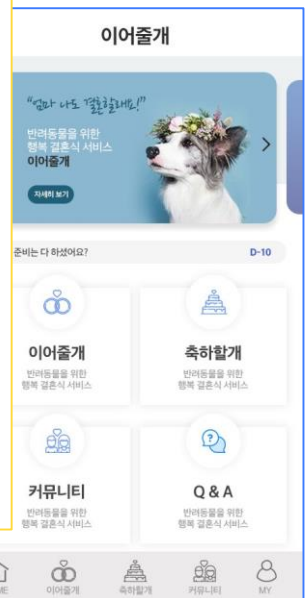 이어줄개
"엄마 나도 결혼할래요!"
반려동물을 위한
행복 결혼식 서비스
이어줄개
자세히 보기
준비는 다 하셨어요?
D-10
이어줄개
반려동물을 위한
행복 결혼식 서비스
축하할개
반려동물을 위한
행복 결혼식 서비스
커뮤니티
반려동물을 위한
행복 결혼식 서비스
Q & A
반려동물을 위한
행복 결혼식 서비스
이어줄개
축하할개
커뮤니티
MY